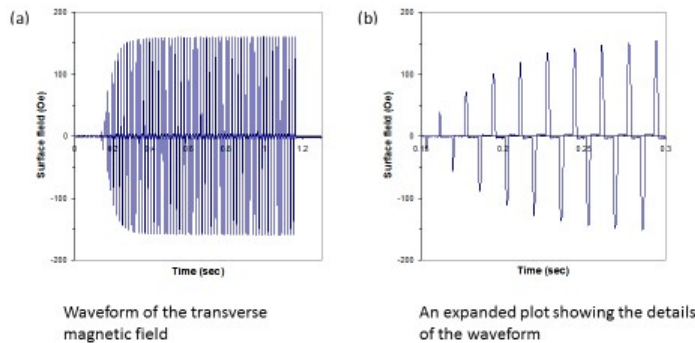 (a)
200
100
0
-100
-200
Surface field (Oe)
0 0.2 0.4 0.6 0.8 1 1.2
Time (sec)
Waveform of the transverse
magnetic field
(b)
200
100
0
-100
-200
Surface field (Oe)
0.15 0.2 0.25 0.3
Time (sec)
An expanded plot showing the details
of the waveform